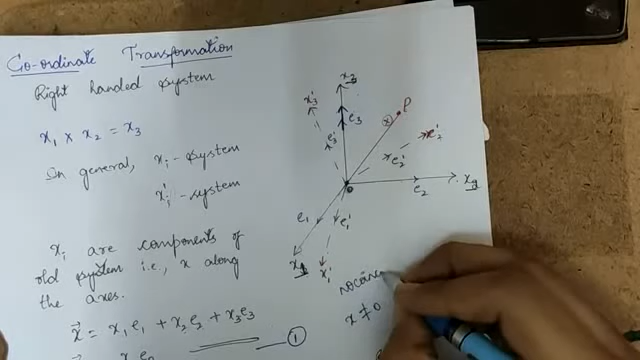 Co-ordinate Transformation
Right handed system
x₁ × x₂ = x₃
In general, xᵢ - system
xᵢ' - system
xᵢ are components of
old system i.e., x along
the axes.
x⃗ = x₁e₁ + x₂e₂ + x₃e₃
①
x₃
x₃'
P
x
e₃
e₃'
e₂'
x₂'
O
e₂
e₁
e₁'
x₁
x₁'
x ≠ 0